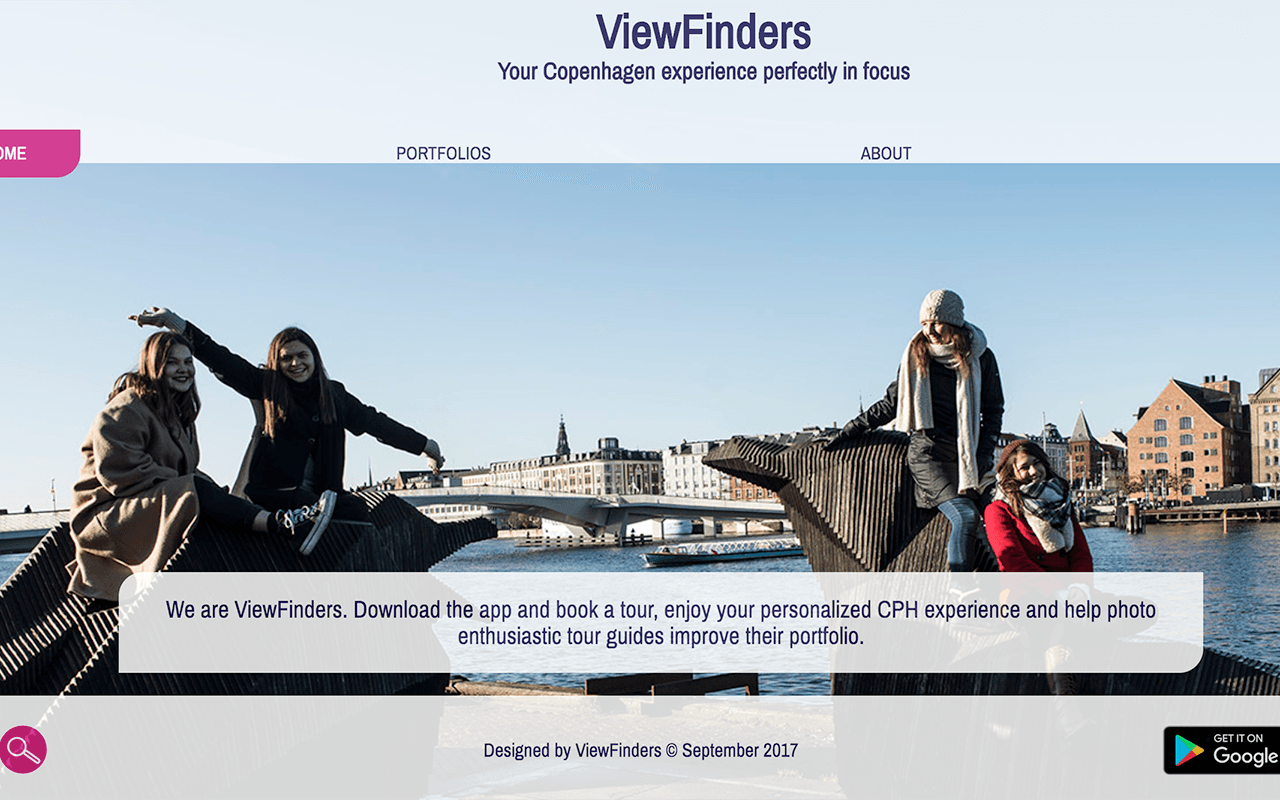 ViewFinders
Your Copenhagen experience perfectly in focus
OME
PORTFOLIOS
ABOUT
We are ViewFinders. Download the app and book a tour, enjoy your personalized CPH experience and help photo
enthusiastic tour guides improve their portfolio.
Designed by ViewFinders © September 2017
GET IT ON
Google